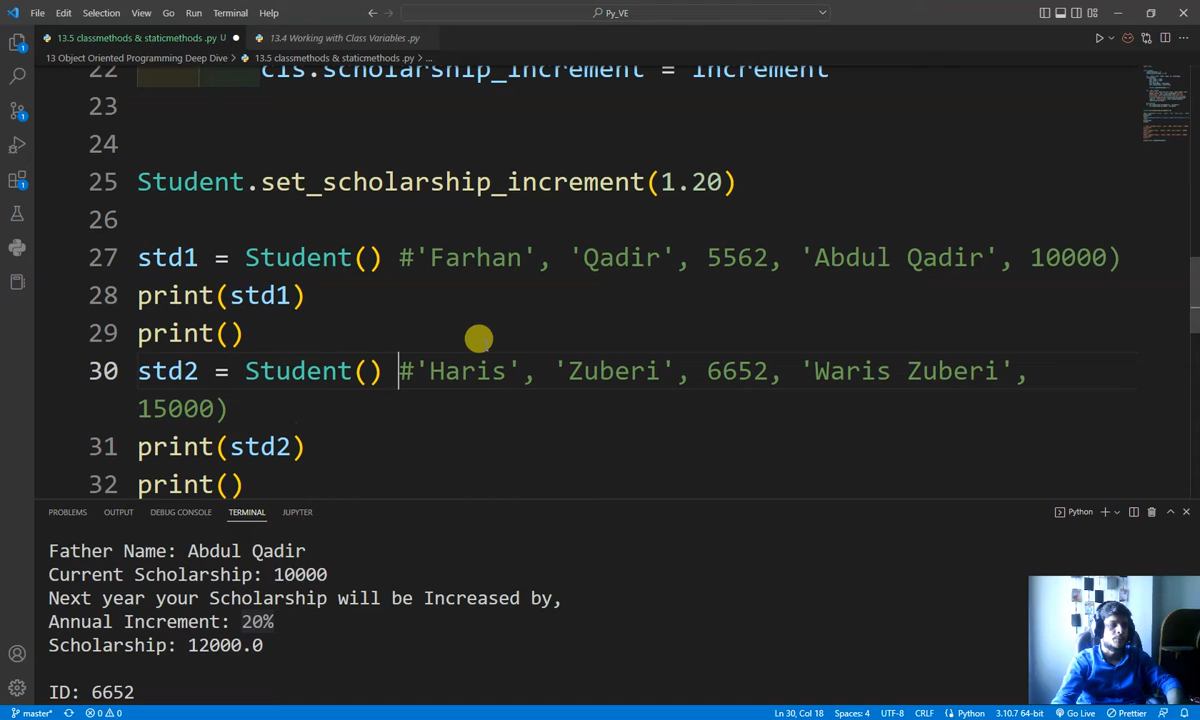 File Edit Selection View Go Run Terminal Help
Py_VE
13.5 classmethods & staticmethods .py U
13.4 Working with Class Variables .py
13 Object Oriented Programming Deep Dive > 13.5 classmethods & staticmethods .py > ...
22 cls.scholarship_increment = Increment
23
24
25 Student.set_scholarship_increment(1.20)
26
27 std1 = Student() #'Farhan', 'Qadir', 5562, 'Abdul Qadir', 10000)
28 print(std1)
29 print()
30 std2 = Student() #'Haris', 'Zuberi', 6652, 'Waris Zuberi',
15000)
31 print(std2)
32 print()
PROBLEMS OUTPUT DEBUG CONSOLE TERMINAL JUPYTER
Python
Father Name: Abdul Qadir
Current Scholarship: 10000
Next year your Scholarship will be Increased by,
Annual Increment: 20%
Scholarship: 12000.0
ID: 6652
master* 0 0 Ln 30, Col 18 Spaces: 4 UTF-8 CRLF Python 3.10.7 64-bit Go Live Prettier